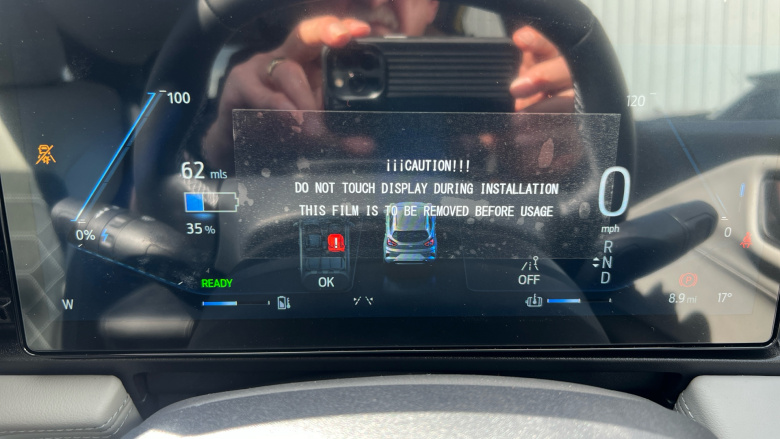 100
120
¡¡¡CAUTION!!!
62 mls
DO NOT TOUCH DISPLAY DURING INSTALLATION
0
THIS FILM IS TO BE REMOVED BEFORE USAGE
35 %
mph
0%
0
R
N
D
READY
OK
OFF
W
8.9 mi
17°